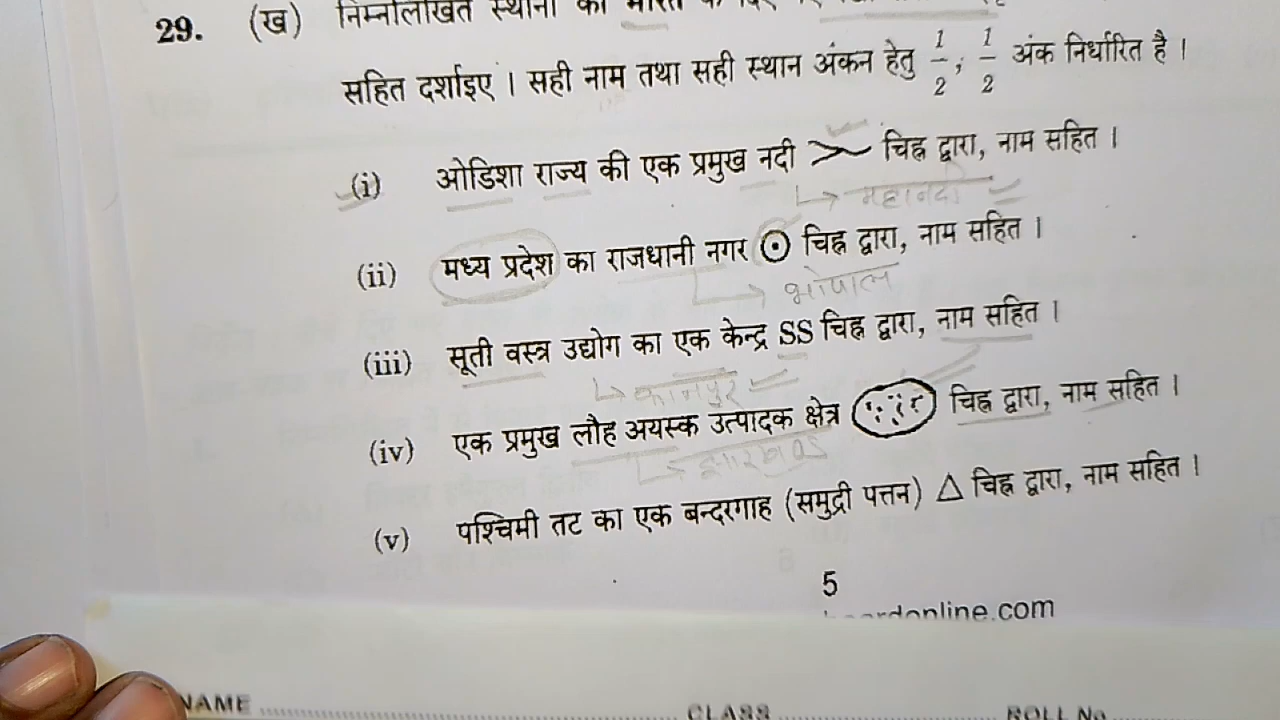 29. (ख) निम्नलिखित स्थानों को भारत के
सहित दर्शाइए । सही नाम तथा सही स्थान अंकन हेतु 1/2, 1/2 अंक निर्धारित है ।
(i) ओडिशा राज्य की एक प्रमुख नदी चिह्न द्वारा, नाम सहित ।
महानदी
(ii) मध्य प्रदेश का राजधानी नगर ⊙ चिह्न द्वारा, नाम सहित ।
भोपाल
(iii) सूती वस्त्र उद्योग का एक केन्द्र SS चिह्न द्वारा, नाम सहित ।
कानपुर
(iv) एक प्रमुख लौह अयस्क उत्पादक क्षेत्र चिह्न द्वारा, नाम सहित ।
झारखण्ड
(v) पश्चिमी तट का एक बन्दरगाह (समुद्री पत्तन) △ चिह्न द्वारा, नाम सहित ।
5
ardonline.com
NAME CLASS ROLL No